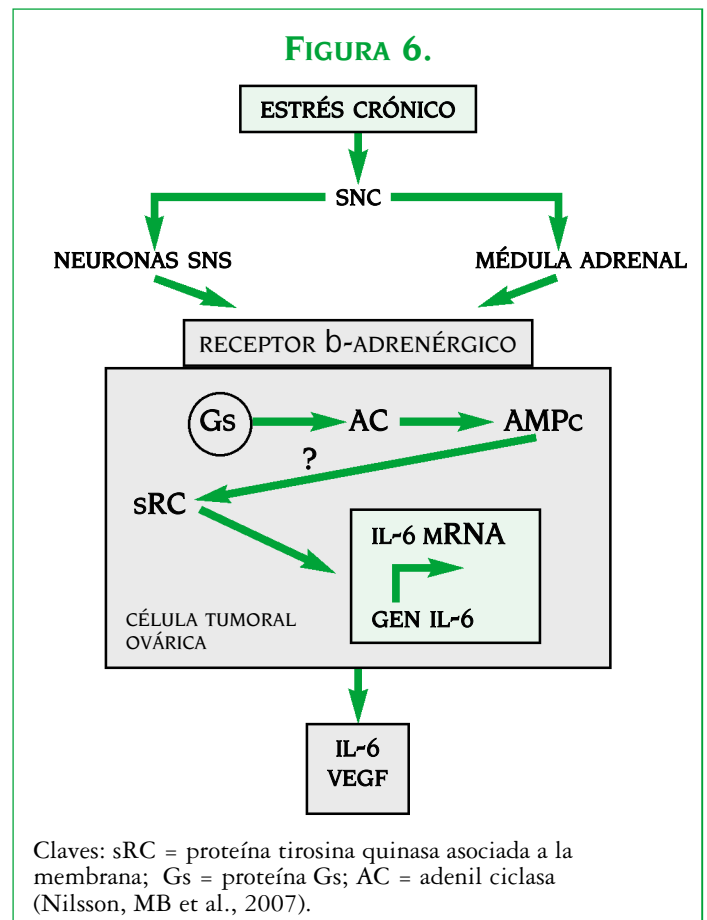 FIGURA 6.
ESTRÉS CRÓNICO
SNC
NEURONAS SNS
MÉDULA ADRENAL
RECEPTOR b-ADRENÉRGICO
Gs
AC
AMPc
?
sRC
IL-6 mRNA
GEN IL-6
CÉLULA TUMORAL
OVÁRICA
IL-6
VEGF
Claves: sRC = proteína tirosina quinasa asociada a la
membrana; Gs = proteína Gs; AC = adenil ciclasa
(Nilsson, MB et al., 2007).